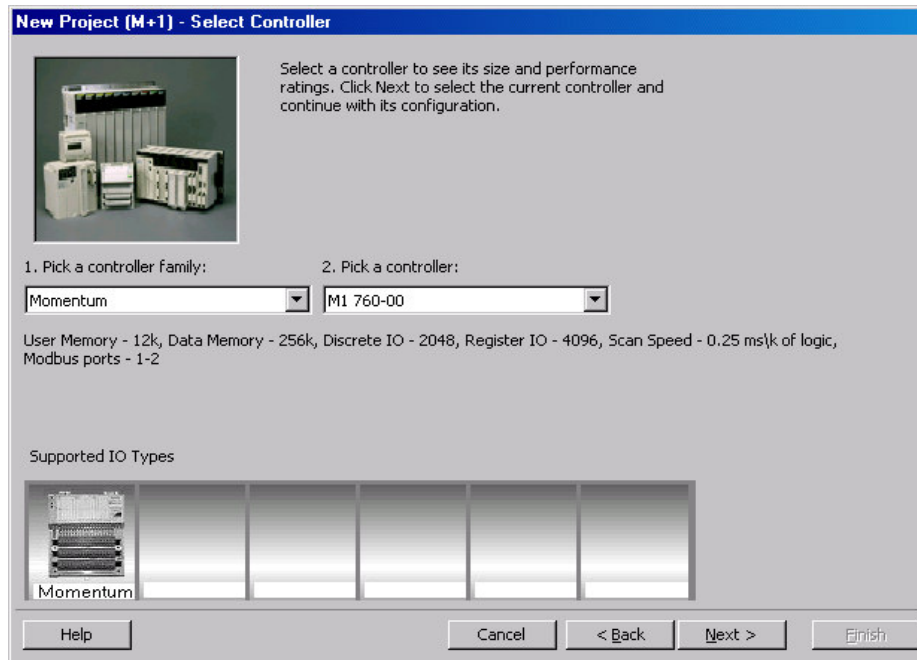 New Project (M+1) - Select Controller
Select a controller to see its size and performance
ratings. Click Next to select the current controller and
continue with its configuration.
1. Pick a controller family:
2. Pick a controller:
Momentum
M1 760-00
User Memory - 12k, Data Memory - 256k, Discrete IO - 2048, Register IO - 4096, Scan Speed - 0.25 ms\k of logic,
Modbus ports - 1-2
Supported IO Types
Momentum
Help
Cancel
< Back
Next >
Finish